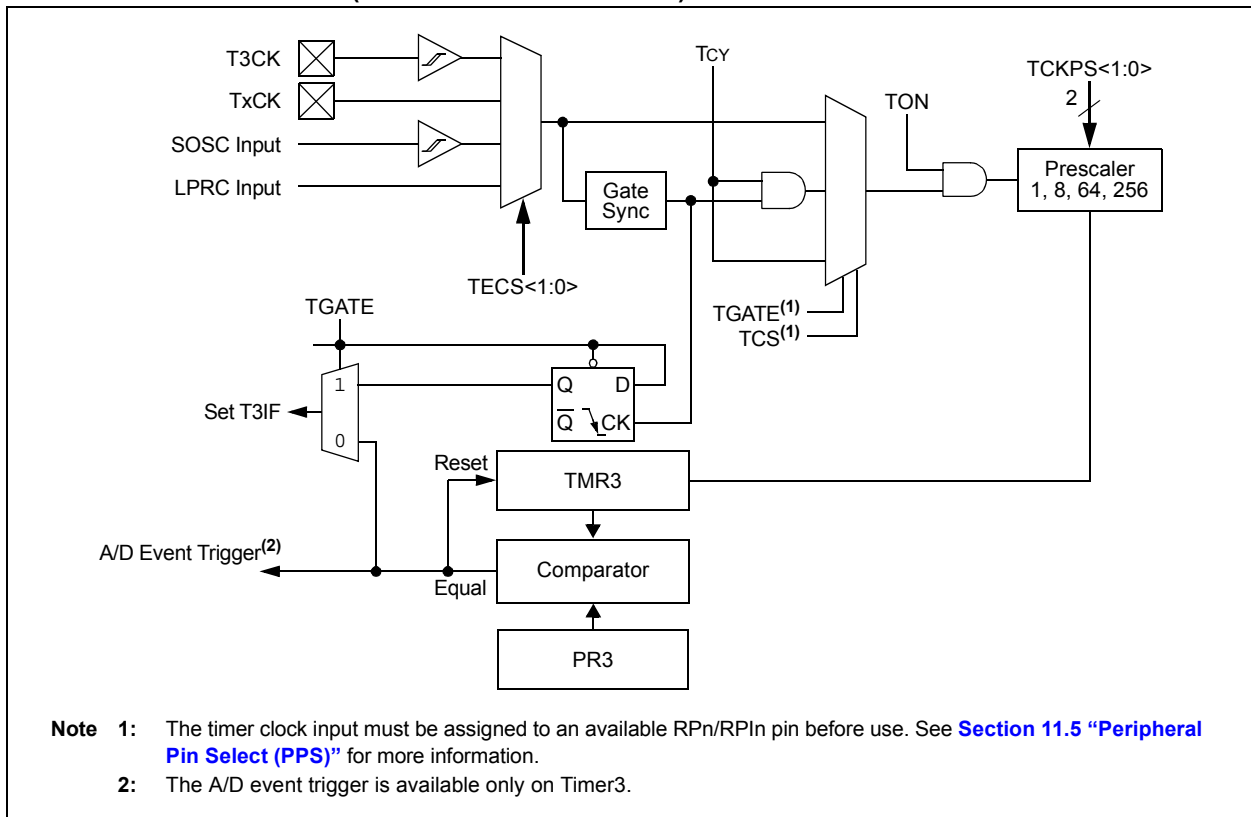 T3CK
TxCK
SOSC Input
LPRC Input
TECS<1:0>
TCY
Gate
Sync
TGATE(1)
TCS(1)
TON
TCKPS<1:0>
2
Prescaler
1, 8, 64, 256
TGATE
1
0
Set T3IF
Q D
Q CK
Reset
TMR3
A/D Event Trigger(2)
Equal
Comparator
PR3
Note 1: The timer clock input must be assigned to an available RPn/RPIn pin before use. See Section 11.5 “Peripheral
Pin Select (PPS)” for more information.
2: The A/D event trigger is available only on Timer3.